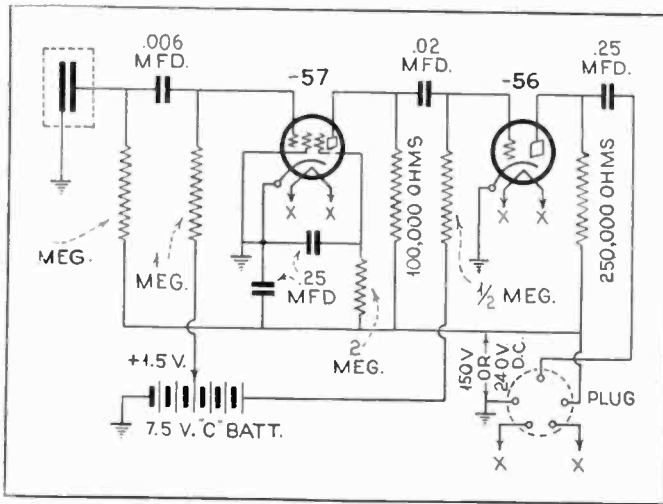 .006
MFD.
-57
.02
MFD.
-56
.25
MFD.
MEG.
1
MEG.
.25
MFD
2
MEG.
100,000 OHMS
1/2 MEG.
250,000 OHMS
X
X
X
X
+1.5 V.
7.5 V. "C" BATT.
150 V
OR
240 V.
D.C.
PLUG
X
X